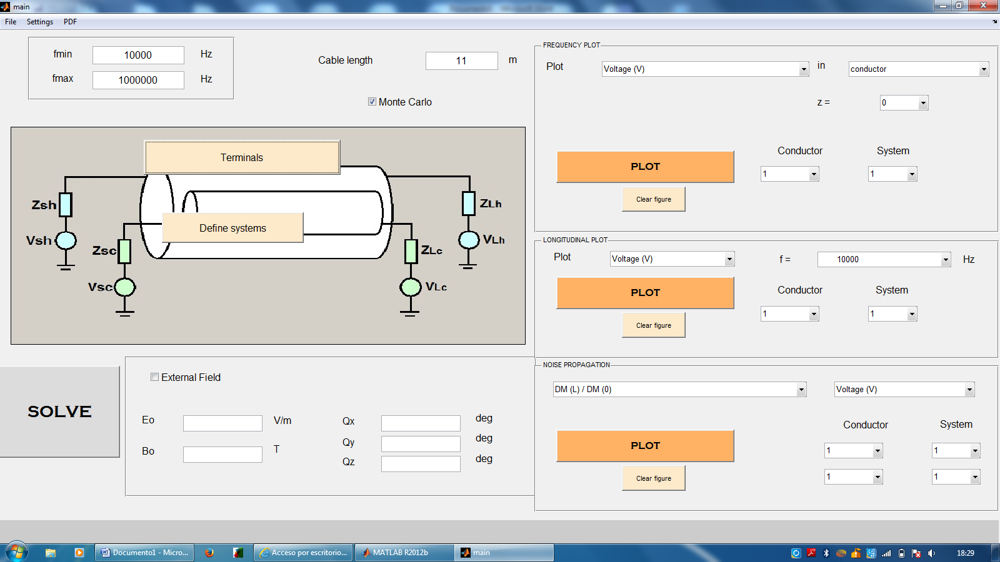 main
File Settings PDF
fmin 10000 Hz
fmax 1000000 Hz
Cable length 11 m
Monte Carlo
Terminals
Define systems
Zsh
Vsh
Zsc
Vsc
ZLh
VLh
ZLc
VLc
SOLVE
External Field
Eo V/m
Bo T
Qx deg
Qy deg
Qz deg
FREQUENCY PLOT
Plot Voltage (V) in conductor
z = 0
Conductor System
PLOT
1 1
Clear figure
LONGITUDINAL PLOT
Plot Voltage (V) f = 10000 Hz
PLOT
Conductor System
1 1
Clear figure
NOISE PROPAGATION
DM (L) / DM (0) Voltage (V)
Conductor System
PLOT
1 1
1 1
Clear figure
Documento1 - Micro... Acceso por escritorio... MATLAB R2012b main 18:29